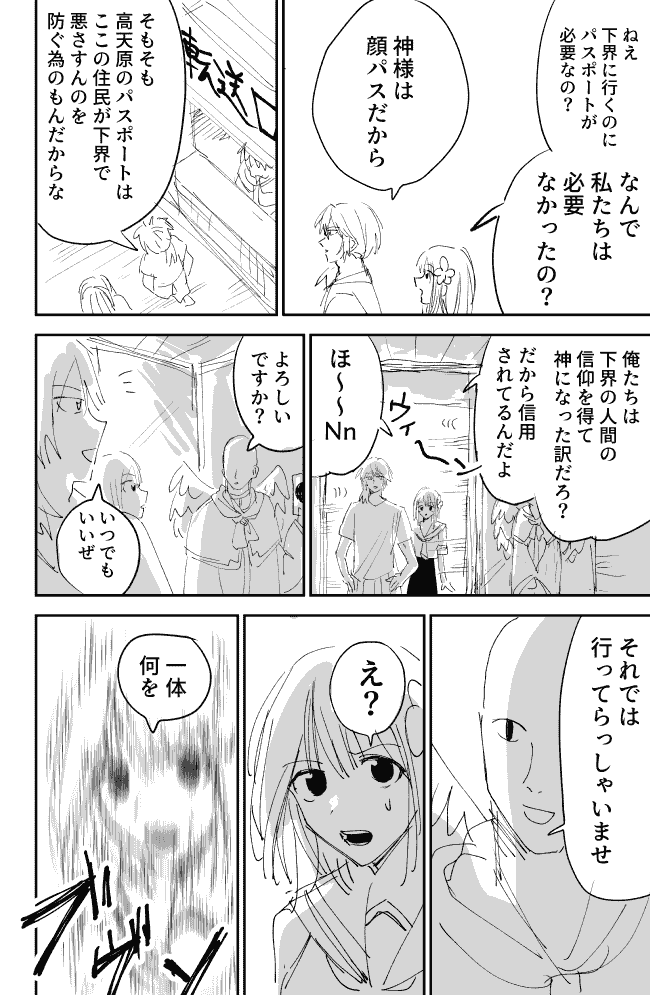 ねえ
下界に行くのに
パスポートが
必要なの?
なんで
私たちは
必要
なかったの?
神様は
顔パスだから
転送口
そもそも
高天原のパスポートは
ここの住民が下界で
悪さすんのを
防ぐ為のもんだからな
俺たちは
下界の人間の
信仰を得て
神になった訳だろ?
だから信用
されてるんだよ
ほ〜〜
Nn
ウィ〜ン
よろしい
ですか?
いつでも
いいぜ
それでは
行ってらっしゃいませ
え?
一体
何を